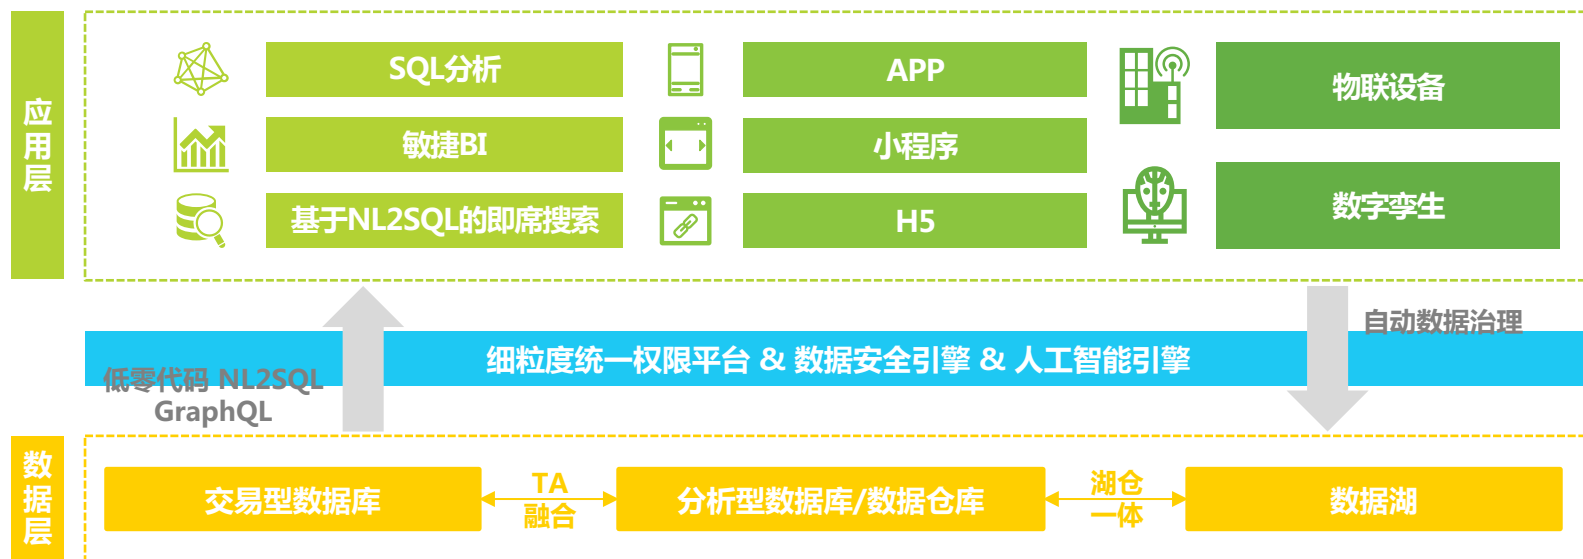 应用层
SQL分析
APP
物联设备
敏捷BI
小程序
基于NL2SQL的即席搜索
H5
数字孪生
自动数据治理
细粒度统一权限平台 & 数据安全引擎 & 人工智能引擎
低零代码 NL2SQL
GraphQL
数据层
交易型数据库
TA
融合
分析型数据库/数据仓库
湖仓
一体
数据湖